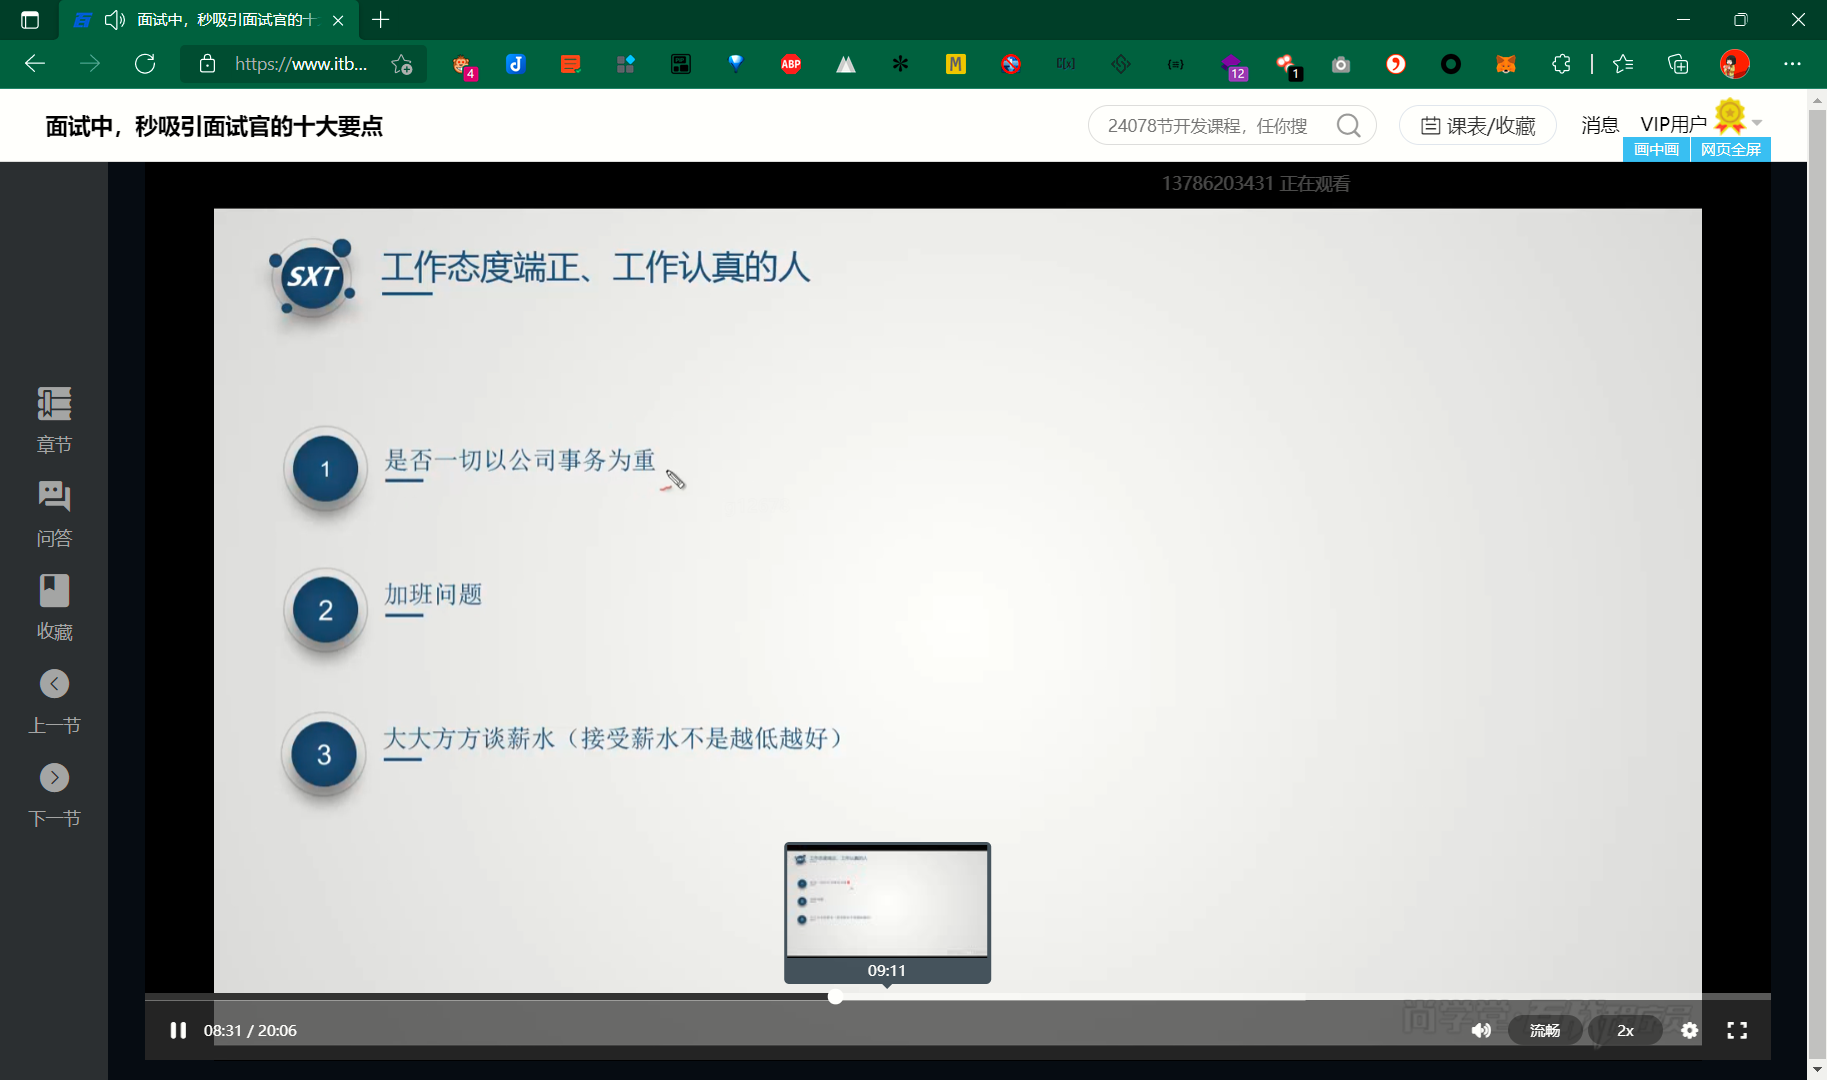 面试中，秒吸引面试官的十
https://www.itb...
4
ABP
M
C[x]
{=}
12
1
面试中，秒吸引面试官的十大要点
24078节开发课程，任你搜
课表/收藏
消息
VIP用户
画中画
网页全屏
13786203431 正在观看
SXT
工作态度端正、工作认真的人
1
是否一切以公司事务为重
2
加班问题
3
大大方方谈薪水（接受薪水不是越低越好）
章节
问答
收藏
上一节
下一节
09:11
08:31 / 20:06
流畅
2x